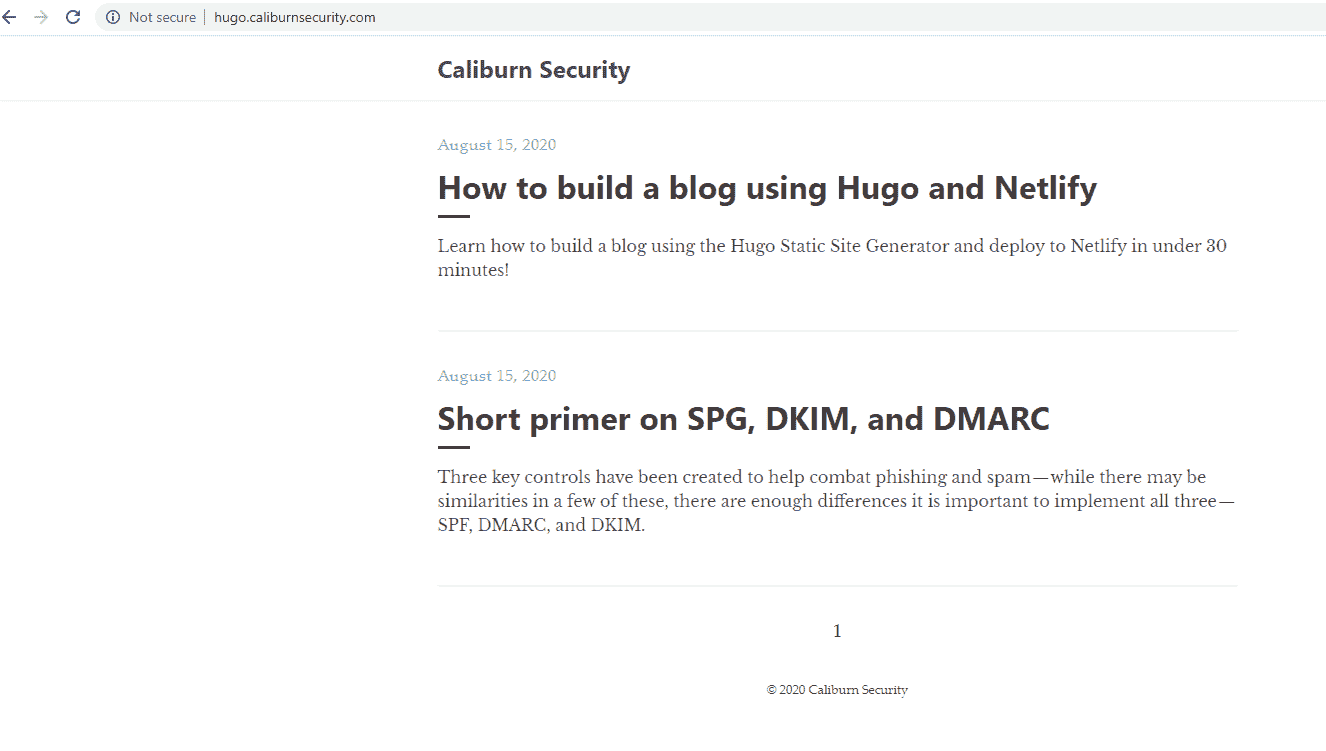 Not secure | hugo.caliburnsecurity.com
Caliburn Security
August 15, 2020
How to build a blog using Hugo and Netlify
Learn how to build a blog using the Hugo Static Site Generator and deploy to Netlify in under 30
minutes!
August 15, 2020
Short primer on SPG, DKIM, and DMARC
Three key controls have been created to help combat phishing and spam—while there may be
similarities in a few of these, there are enough differences it is important to implement all three—
SPF, DMARC, and DKIM.
1
© 2020 Caliburn Security